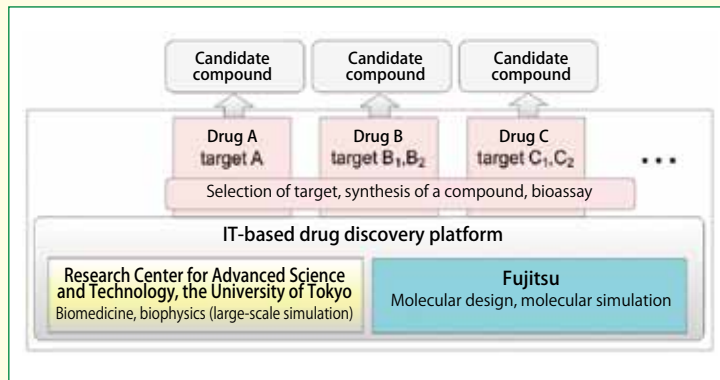 Candidate compound
Candidate compound
Candidate compound
Drug A
target A
Drug B
target B₁,B₂
Drug C
target C₁,C₂
• • •
Selection of target, synthesis of a compound, bioassay
IT-based drug discovery platform
Research Center for Advanced Science
and Technology, the University of Tokyo
Biomedicine, biophysics (large-scale simulation)
Fujitsu
Molecular design, molecular simulation